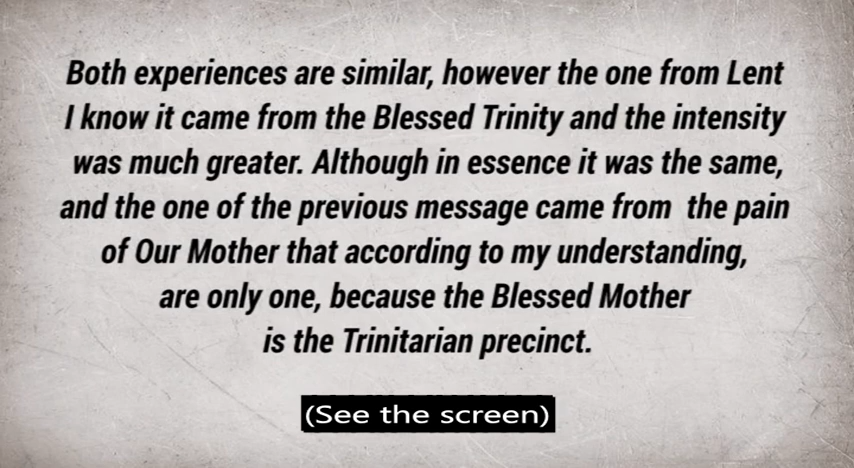 Both experiences are similar, however the one from Lent
I know it came from the Blessed Trinity and the intensity
was much greater. Although in essence it was the same,
and the one of the previous message came from  the pain
of Our Mother that according to my understanding,
are only one, because the Blessed Mother
is the Trinitarian precinct.
(See the screen)